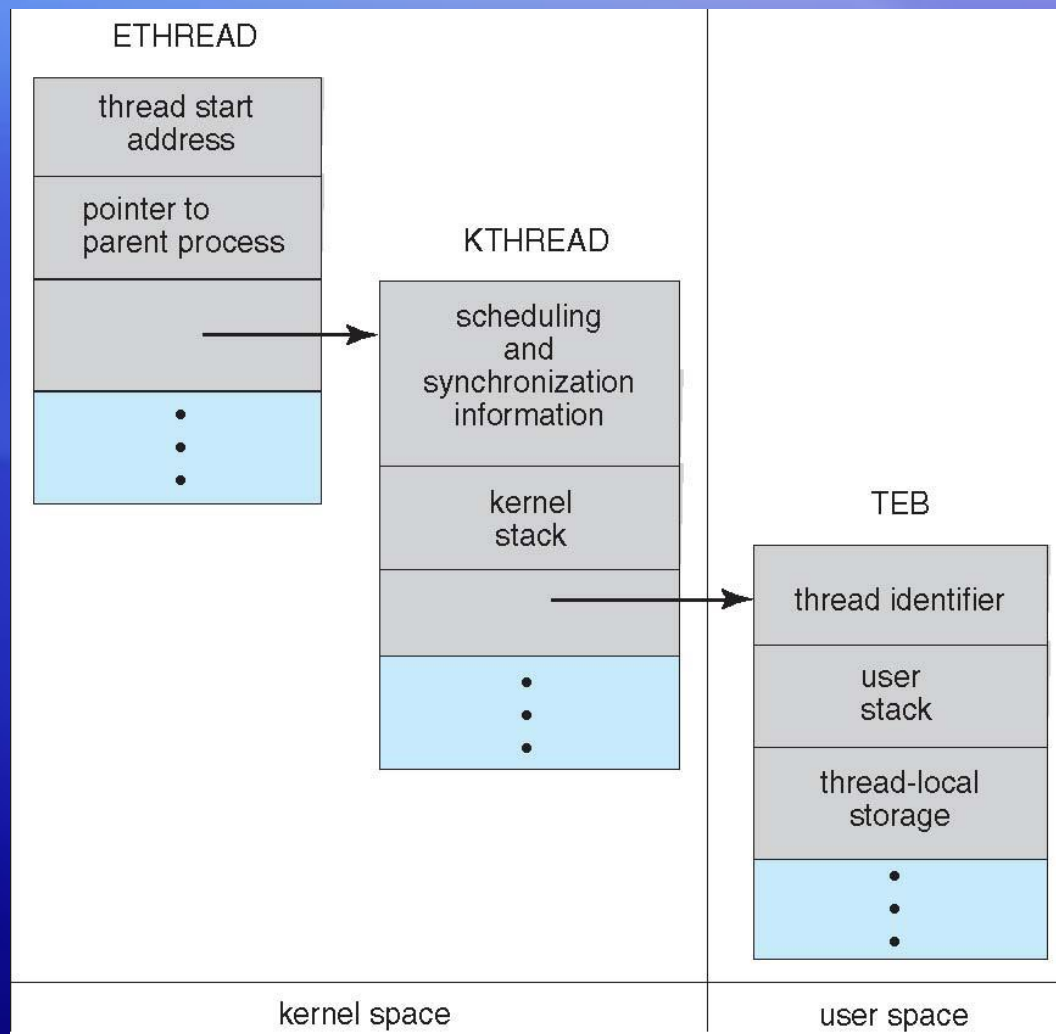 ETHREAD
thread start
address
pointer to
parent process
KTHREAD
scheduling
and
synchronization
information
kernel
stack
TEB
thread identifier
user
stack
thread-local
storage
kernel space
user space